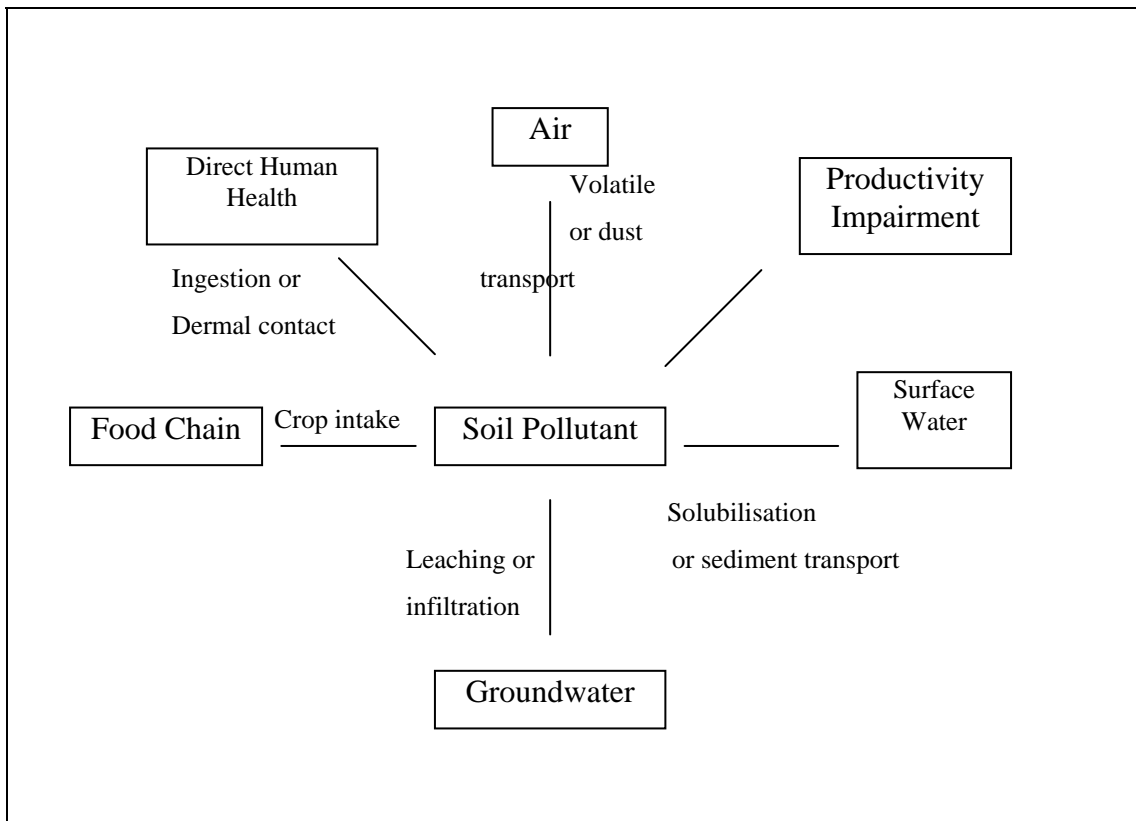 Air
Direct Human
Health
Volatile
or dust
transport
Productivity
Impairment
Ingestion or
Dermal contact
Food Chain
Crop intake
Soil Pollutant
Surface
Water
Solubilisation
or sediment transport
Leaching or
infiltration
Groundwater